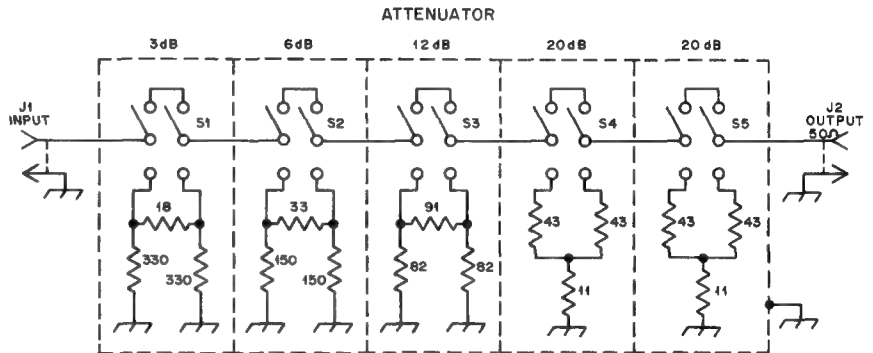 ATTENUATOR
3dB
6dB
12dB
20dB
20dB
J1
INPUT
S1
S2
S3
S4
S5
J2
OUTPUT
50Ω
18
33
91
43
43
43
43
330
330
150
150
82
82
11
11